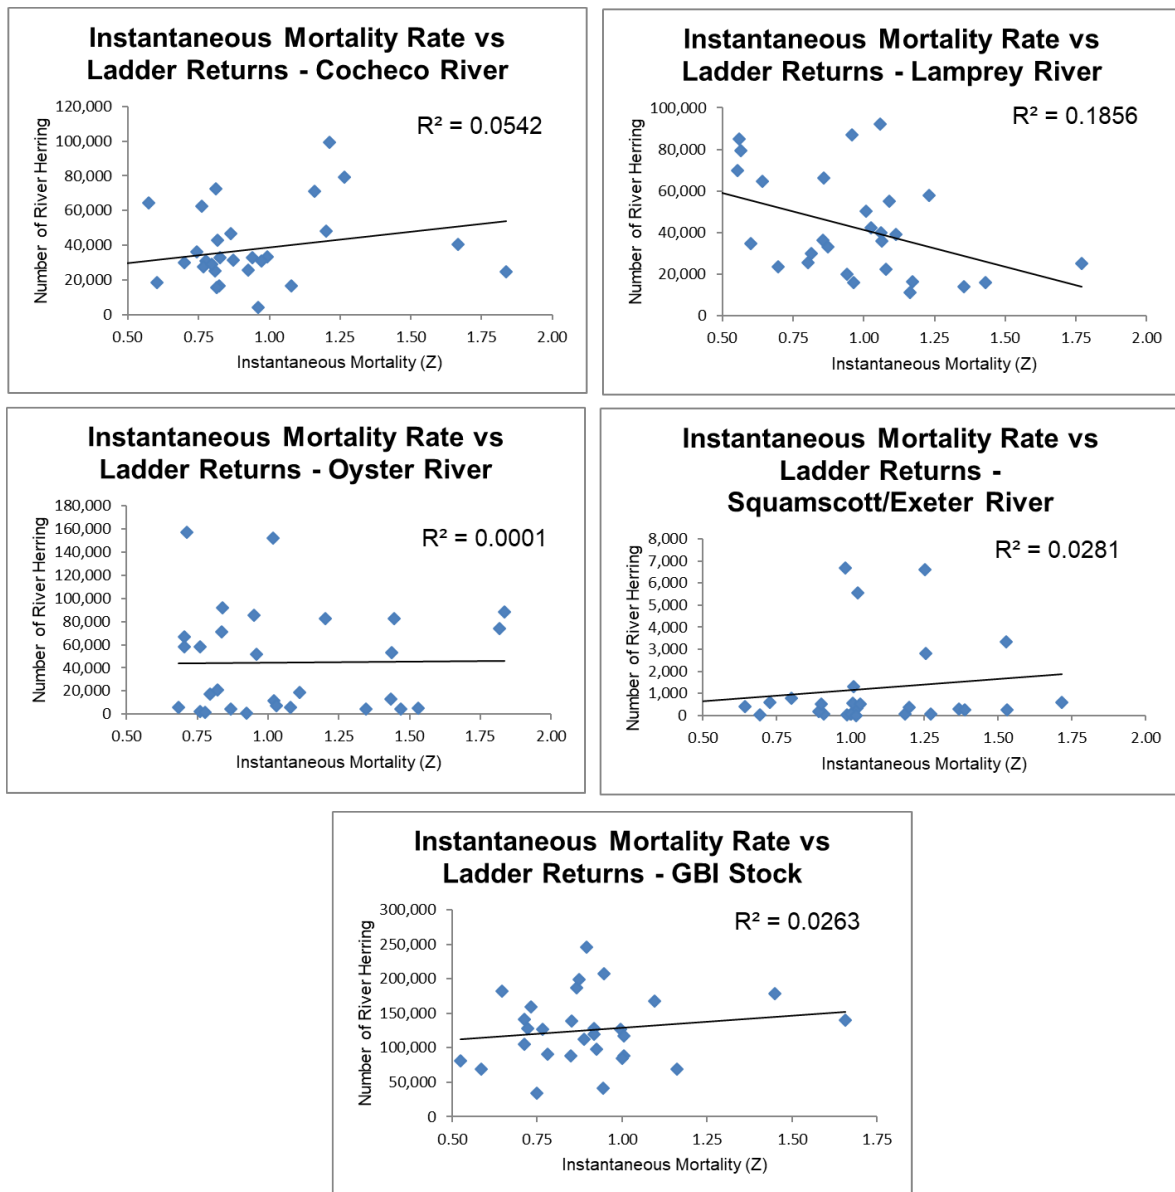 Instantaneous Mortality Rate vs
Ladder Returns - Cocheco River
R² = 0.0542
Number of River Herring
120,000
100,000
80,000
60,000
40,000
20,000
0
0.50 0.75 1.00 1.25 1.50 1.75 2.00
Instantaneous Mortality (Z)
Instantaneous Mortality Rate vs
Ladder Returns - Lamprey River
R² = 0.1856
Number of River Herring
100,000
80,000
60,000
40,000
20,000
0
0.50 0.75 1.00 1.25 1.50 1.75 2.00
Instantaneous Mortality (Z)
Instantaneous Mortality Rate vs
Ladder Returns - Oyster River
R² = 0.0001
Number of River Herring
180,000
160,000
140,000
120,000
100,000
80,000
60,000
40,000
20,000
0
0.50 0.75 1.00 1.25 1.50 1.75 2.00
Instantaneous Mortality (Z)
Instantaneous Mortality Rate vs
Ladder Returns -
Squamscott/Exeter River
R² = 0.0281
Number of River Herring
8,000
7,000
6,000
5,000
4,000
3,000
2,000
1,000
0
0.50 0.75 1.00 1.25 1.50 1.75 2.00
Instantaneous Mortality (Z)
Instantaneous Mortality Rate vs
Ladder Returns - GBI Stock
R² = 0.0263
Number of River Herring
300,000
250,000
200,000
150,000
100,000
50,000
0
0.50 0.75 1.00 1.25 1.50 1.75
Instantaneous Mortality (Z)